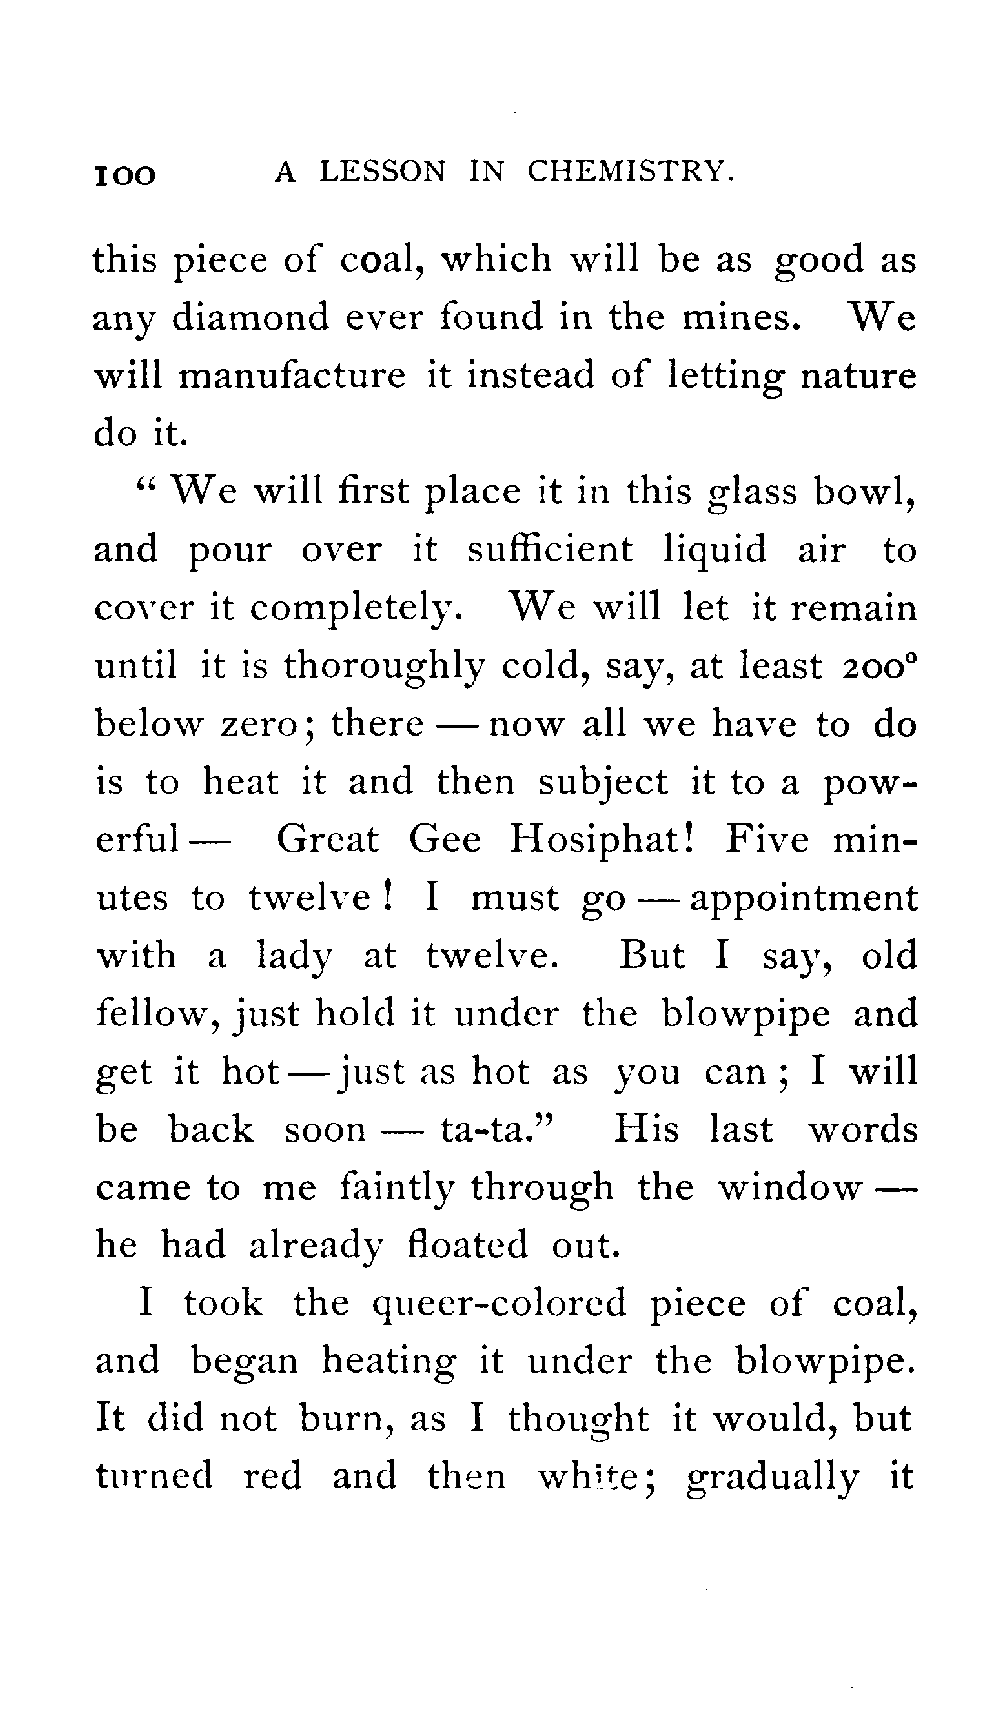 100 A LESSON IN CHEMISTRY.
this piece of coal, which will be as good as
any diamond ever found in the mines. We
will manufacture it instead of letting nature
do it.
“ We will first place it in this glass bowl,
and pour over it sufficient liquid air to
cover it completely. We will let it remain
until it is thoroughly cold, say, at least 200°
below zero; there — now all we have to do
is to heat it and then subject it to a pow-
erful — Great Gee Hosiphat! Five min-
utes to twelve! I must go — appointment
with a lady at twelve. But I say, old
fellow, just hold it under the blowpipe and
get it hot — just as hot as you can; I will
be back soon — ta-ta.” His last words
came to me faintly through the window —
he had already floated out.
I took the queer-colored piece of coal,
and began heating it under the blowpipe.
It did not burn, as I thought it would, but
turned red and then white; gradually it